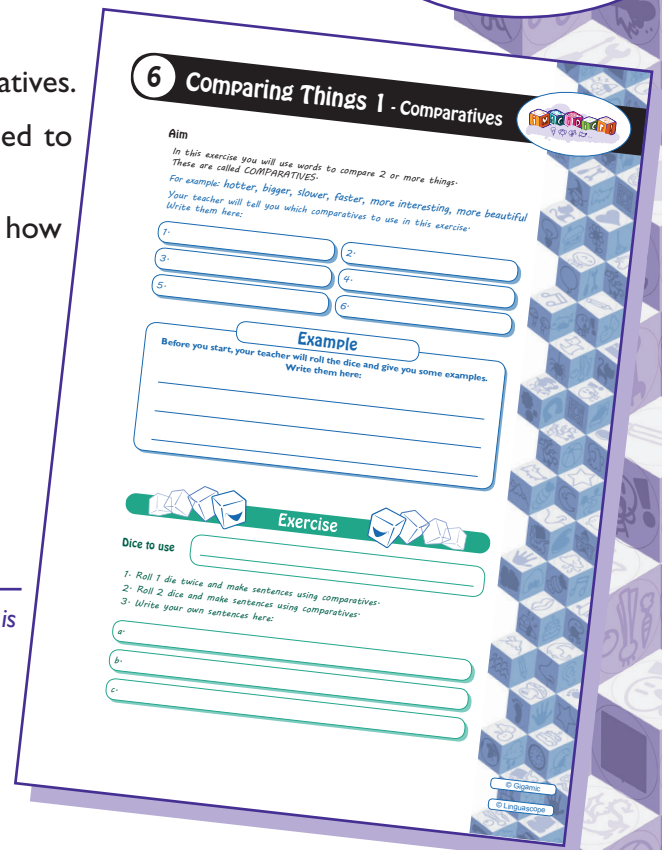 atives.
ed to
how
is
6 Comparing Things 1 - Comparatives
Aim
In this exercise you will use words to compare 2 or more things.
These are called COMPARATIVES.
For example: hotter, bigger, slower, faster, more interesting, more beautiful
Your teacher will tell you which comparatives to use in this exercise.
Write them here:
1.
2.
3.
4.
5.
6.
Example
Before you start, your teacher will roll the dice and give you some examples.
Write them here:
Exercise
Dice to use
1. Roll 1 die twice and make sentences using comparatives.
2. Roll 2 dice and make sentences using comparatives.
3. Write your own sentences here:
a.
b.
c.
© Gigamic
© Linguascope